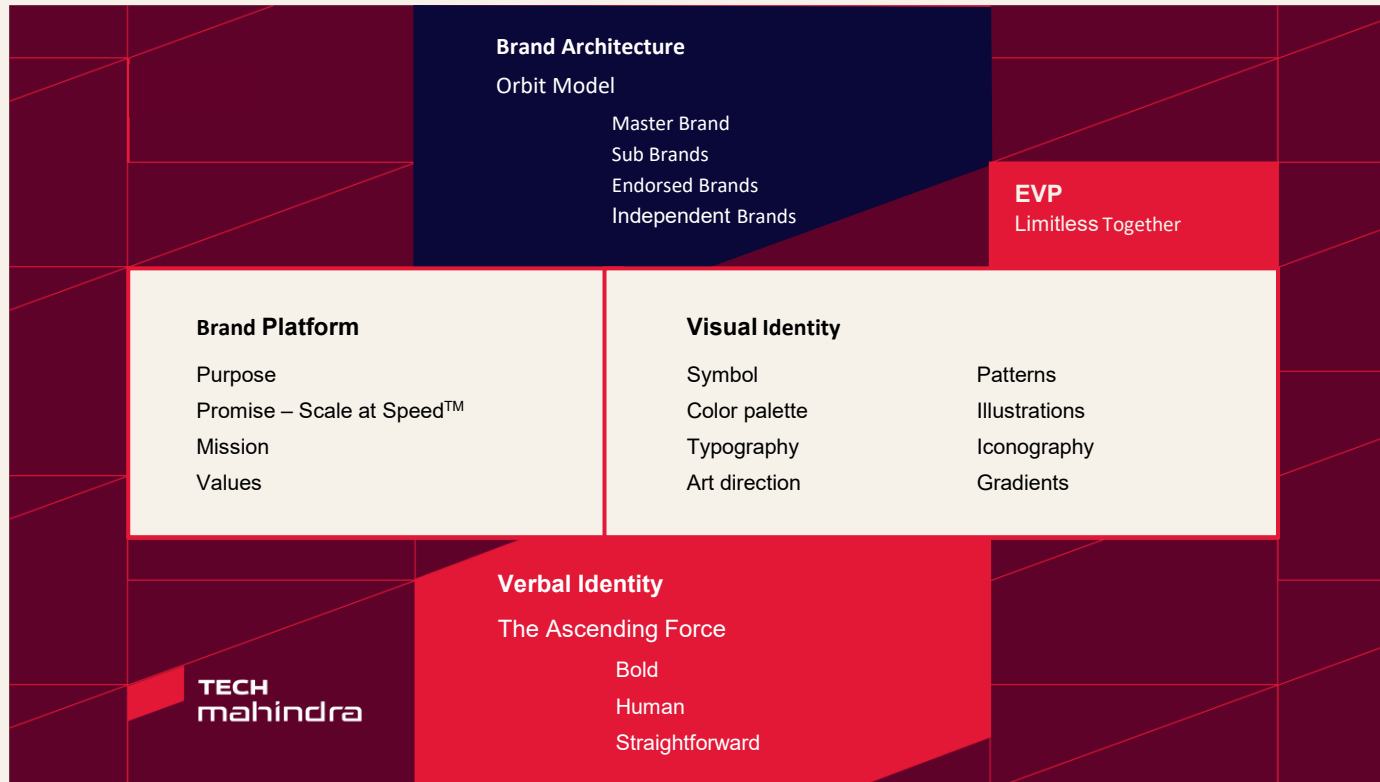 Brand Architecture
Orbit Model
Master Brand
Sub Brands
Endorsed Brands
Independent Brands
EVP
Limitless Together
Brand Platform
Purpose
Promise – Scale at Speed™
Mission
Values
Visual Identity
Symbol
Color palette
Typography
Art direction
Patterns
Illustrations
Iconography
Gradients
Verbal Identity
The Ascending Force
Bold
Human
Straightforward
TECH
mahindra